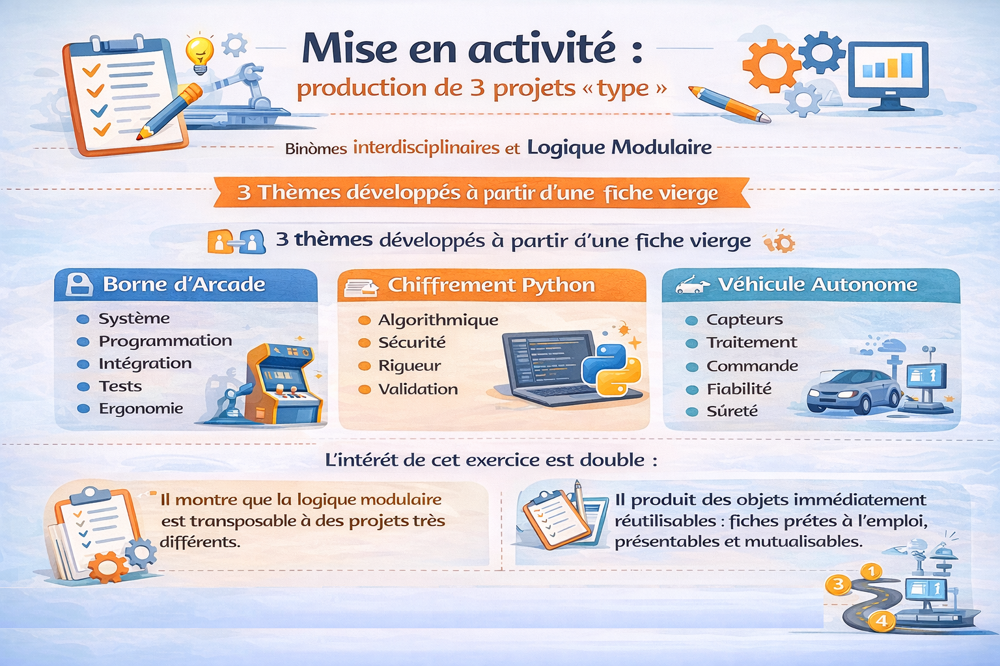 Mise en activité :
production de 3 projets « type »
Binòmes interdisciplinaires et Logique Modulaire
3 Thèmes développés à partir d'une fiche vierge
3 thèmes développés à partir d'une fiche vierge
Borne d'Arcade
Système
Programmation
Intégration
Tests
Ergonomie
Chiffrement Python
Algorithmique
Sécurité
Rigueur
Validation
Véhicule Autonome
Capteurs
Traitement
Commande
Fiabilité
Súreté
1
L'intérét de cet exercice est double :
Il montre que la logique modulaire
est transposable à des projets très
différents.
Il produit des objets immédiatement
réutilisables : fiches prétes à l'emploi,
présentables et mutualisables.
1
3
1
4